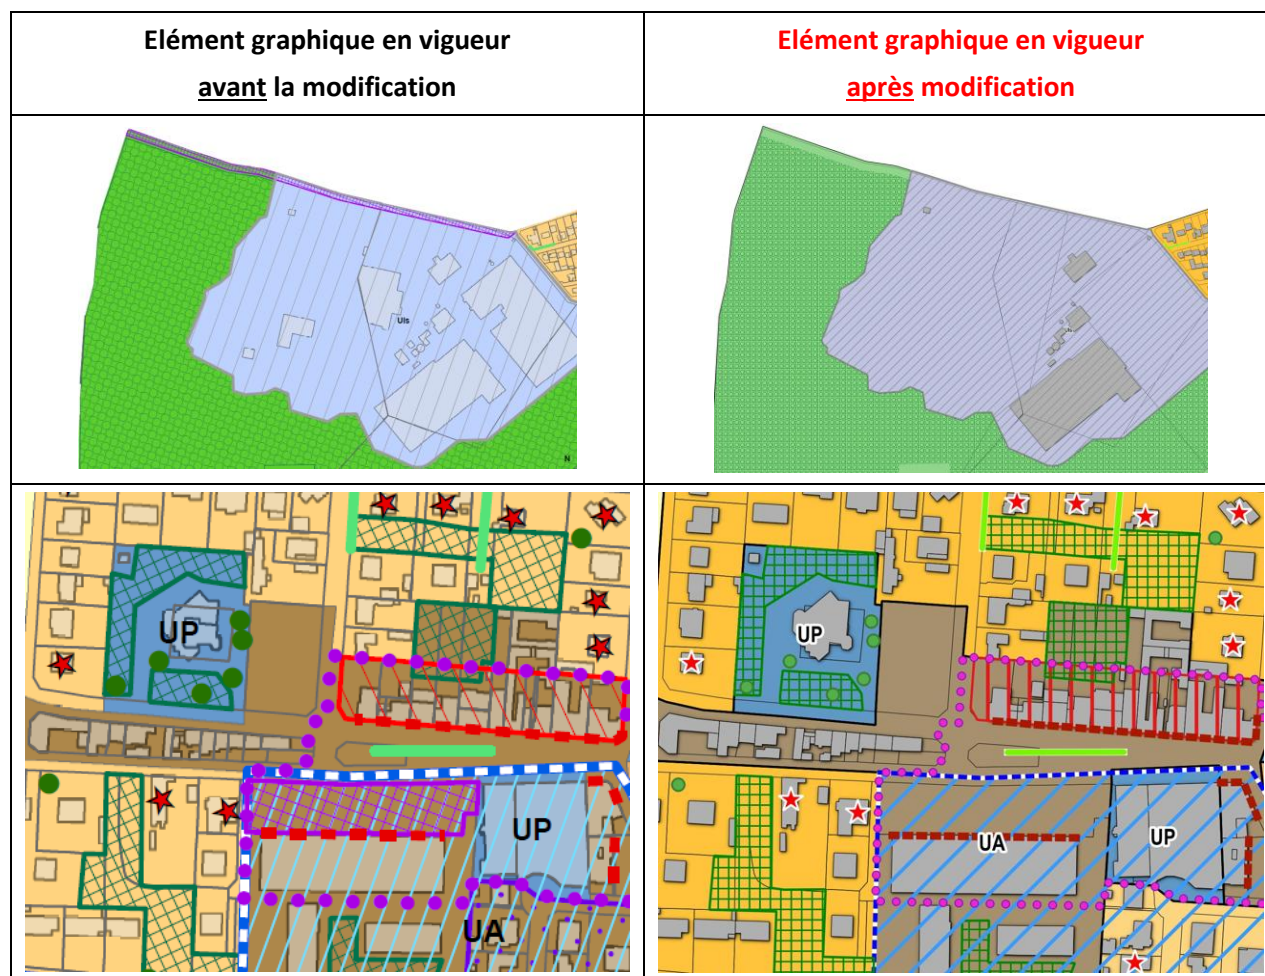 Elément graphique en vigueur
avant la modification
Elément graphique en vigueur
après modification
UIs
N
UP
UP
UA
UP
UA
UP